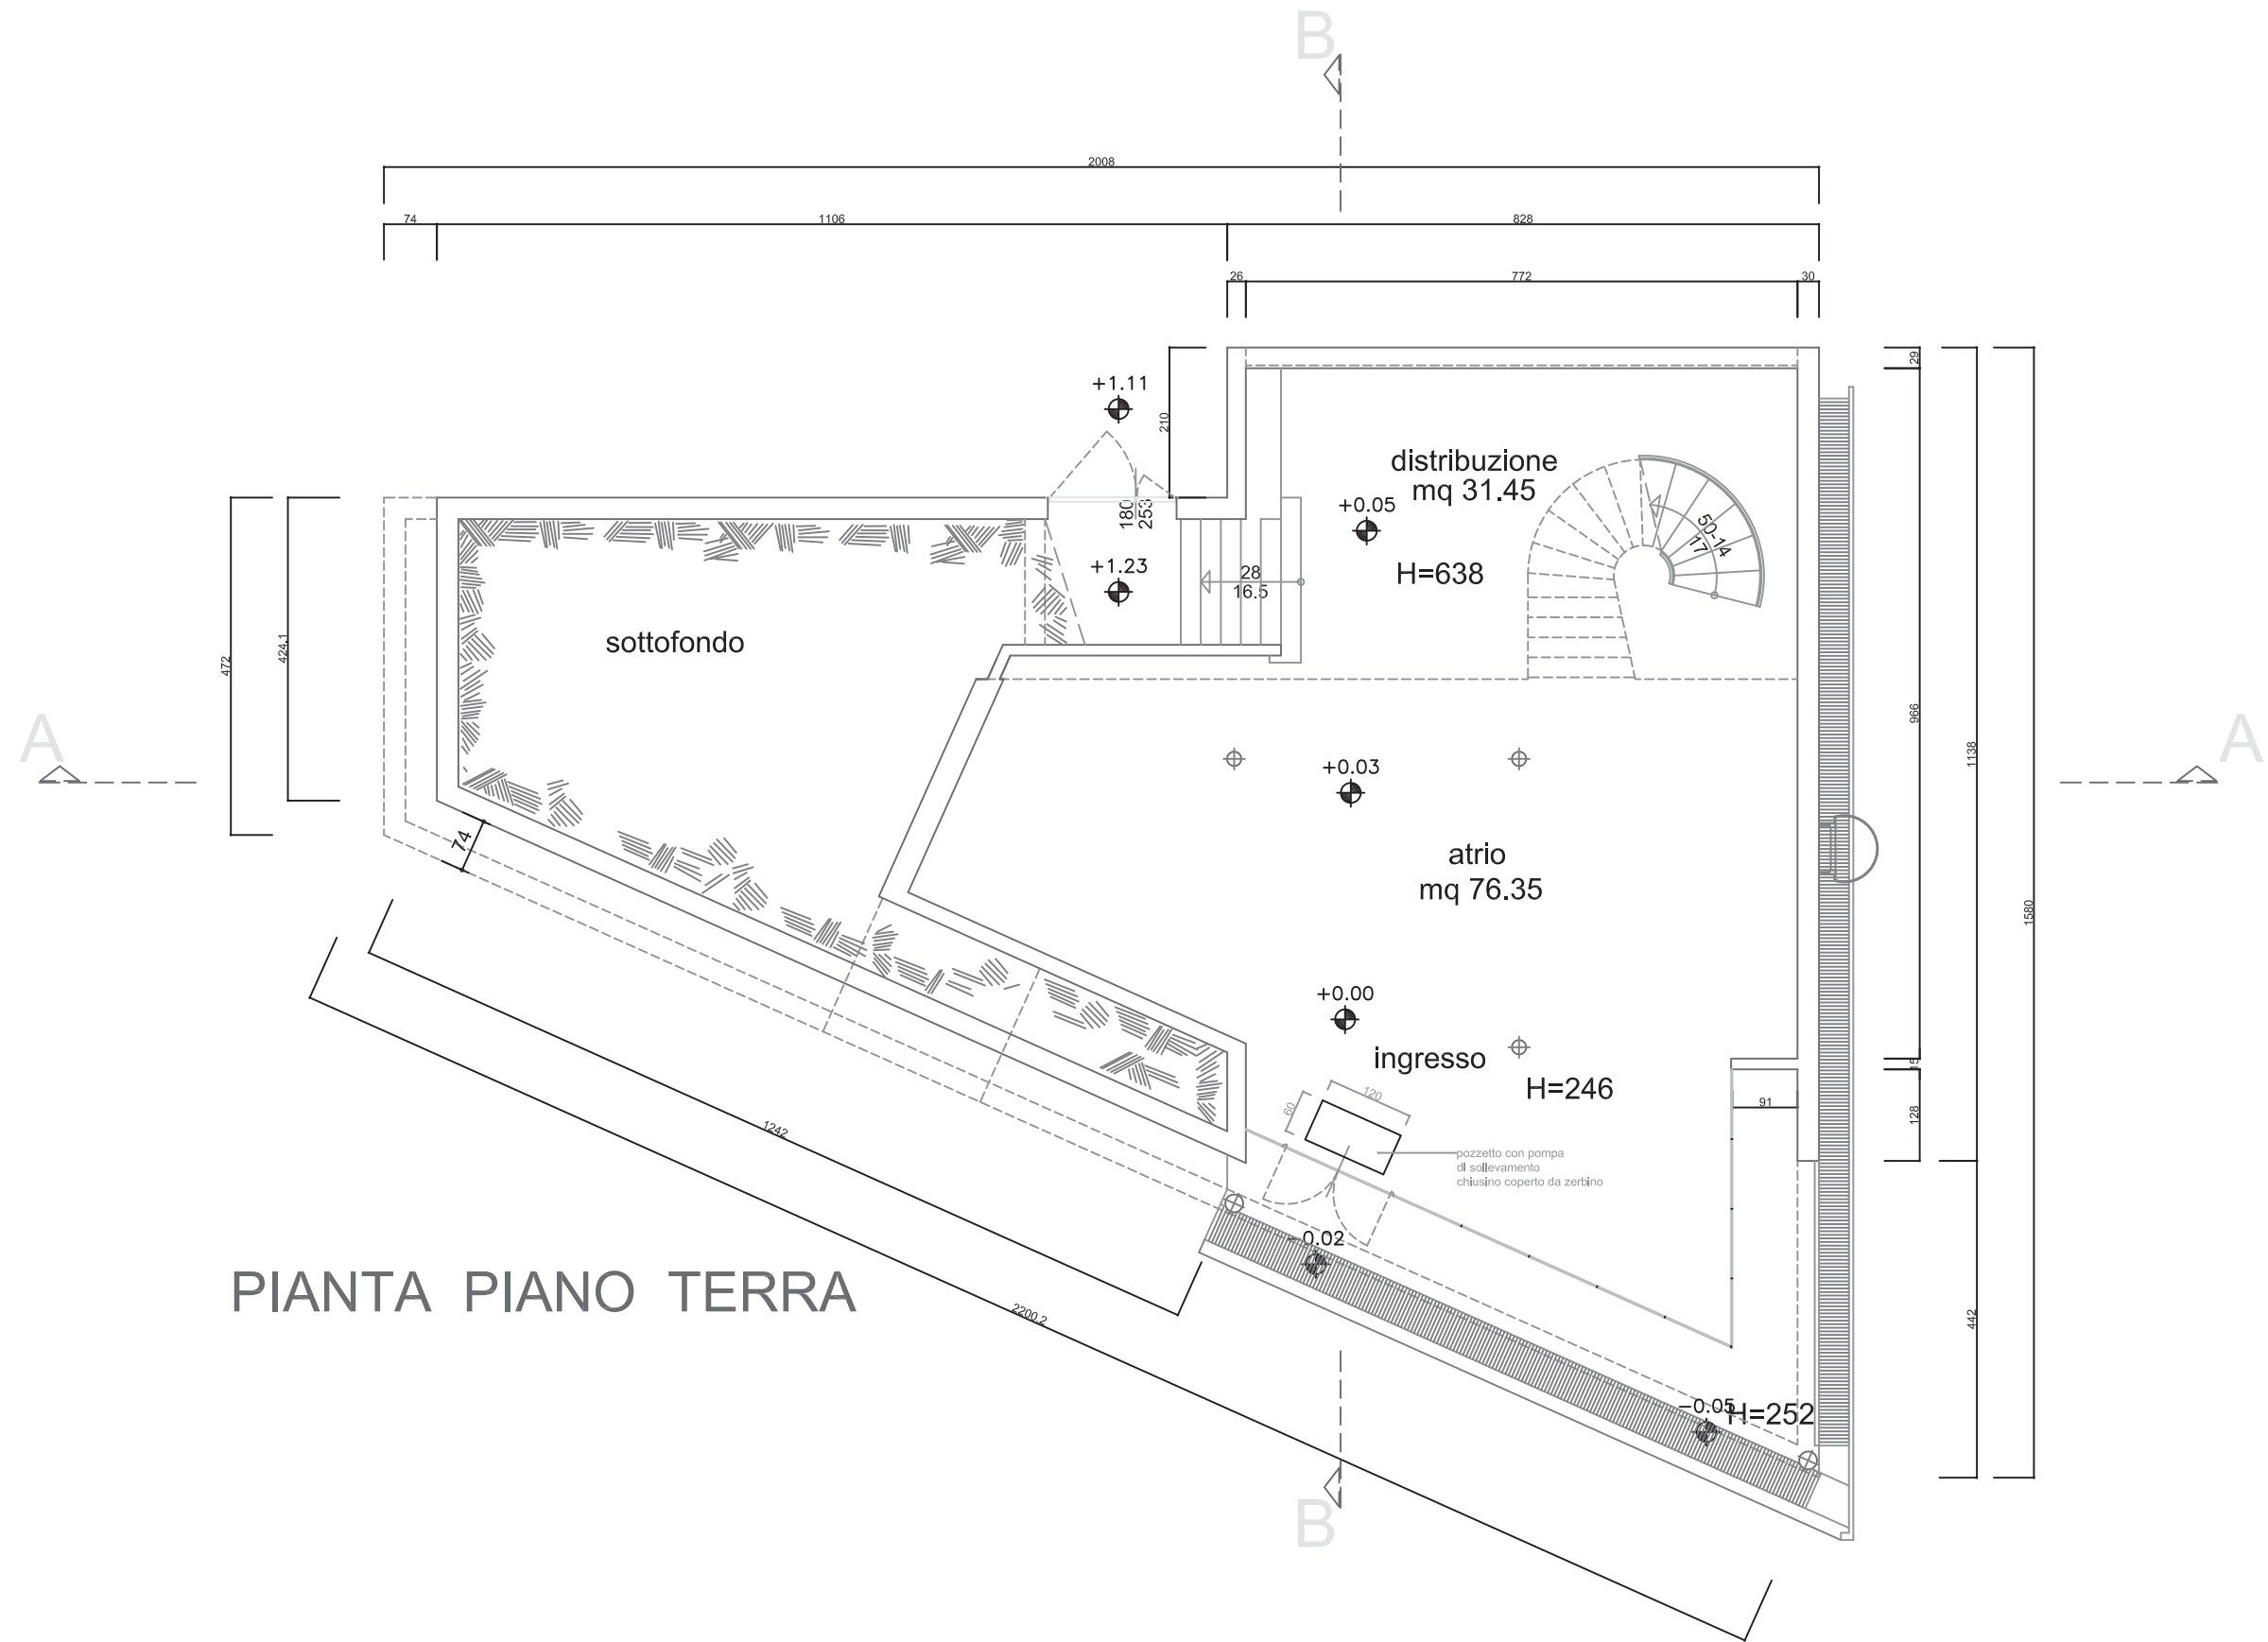 B
2008
74
1106
828
26
772
30
29
+1.11
210
distribuzione
mq 31.45
+0.05
180
253
50-14
17
+1.23
28
16.5
H=638
sottofondo
472
424.1
A
A
966
1138
+0.03
74
atrio
mq 76.35
1580
+0.00
ingresso
H=246
15
91
128
60
120
1242
pozzetto con pompa
di sollevamento
chiusino coperto da zerbino
-0.02
PIANTA PIANO TERRA
2200.2
442
-0.05
H=252
B